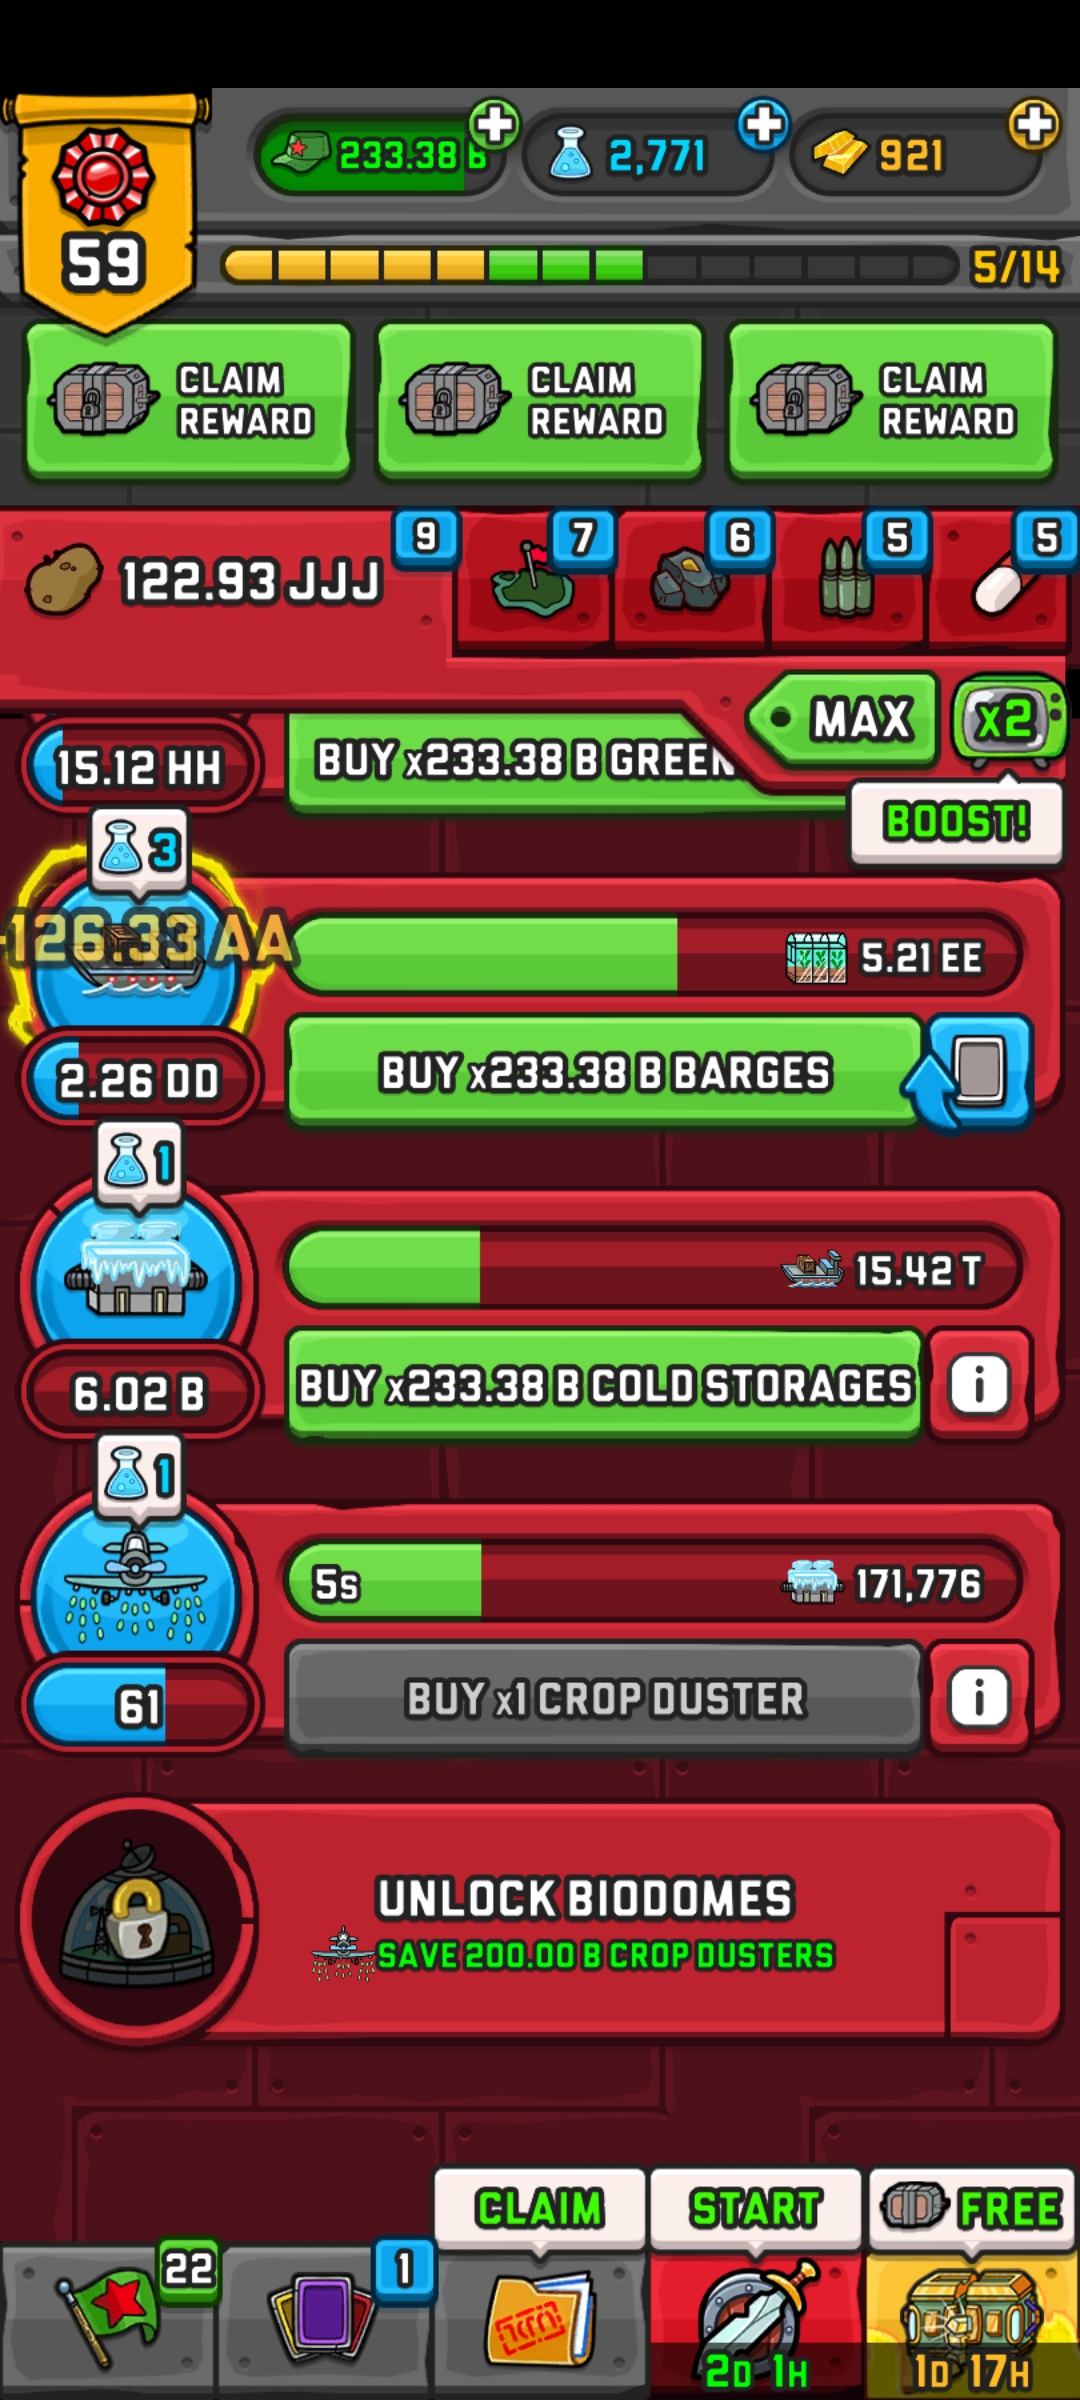 233.38 B
2,771
921
59
5/14
CLAIM REWARD
CLAIM REWARD
CLAIM REWARD
122.93 JJJ
9
7
6
5
5
MAX
x2
BOOST!
15.12 HH
BUY x233.38 B GREEN
3
126.33 AA
5.21 EE
2.26 DD
BUY x233.38 B BARGES
1
15.42 T
6.02 B
BUY x233.38 B COLD STORAGES
i
1
5s
171,776
61
BUY x1 CROP DUSTER
i
UNLOCK BIODOMES
SAVE 200.00 B CROP DUSTERS
CLAIM
START
FREE
22
1
2D 1H
1D 17H